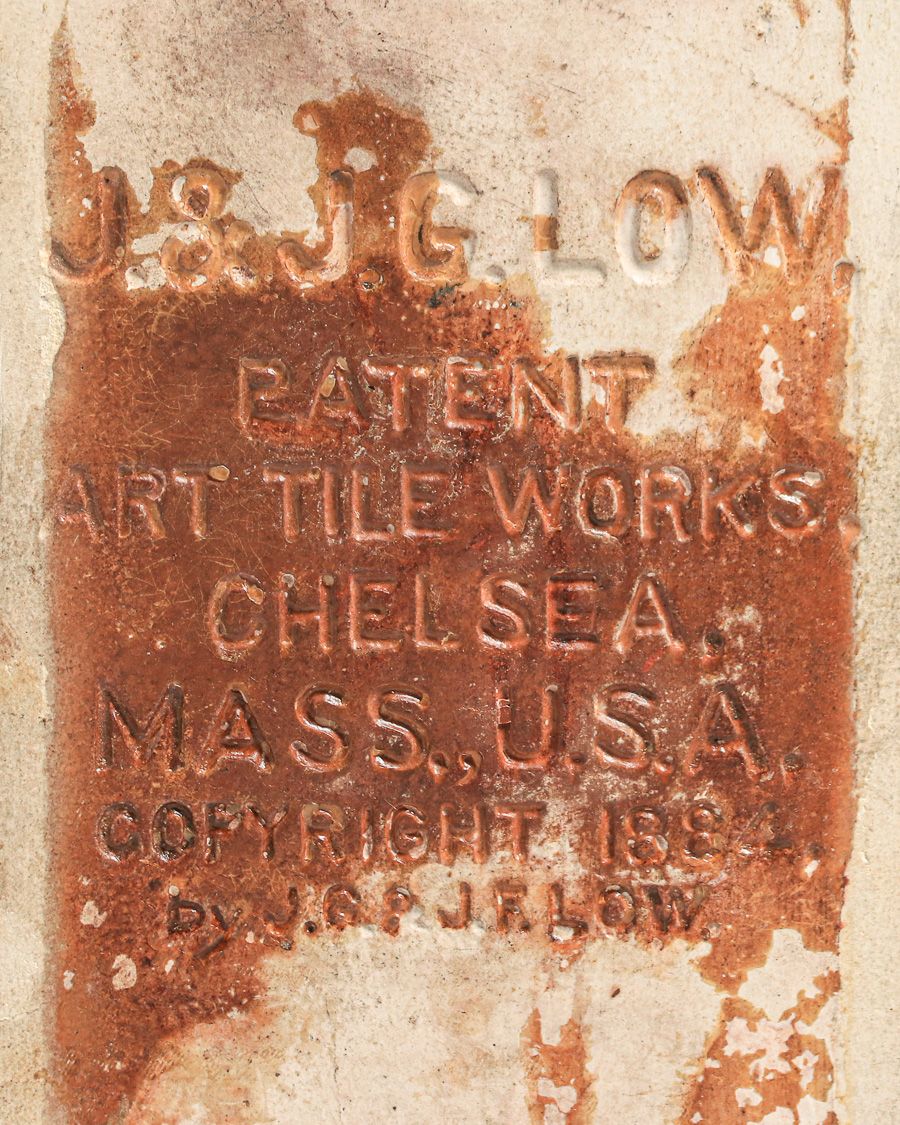 J. & J. G. LOW.
PATENT
ART TILE WORKS,
CHELSEA,
MASS., U.S.A.
COPYRIGHT 1884.
by J.G. & J.F. LOW.